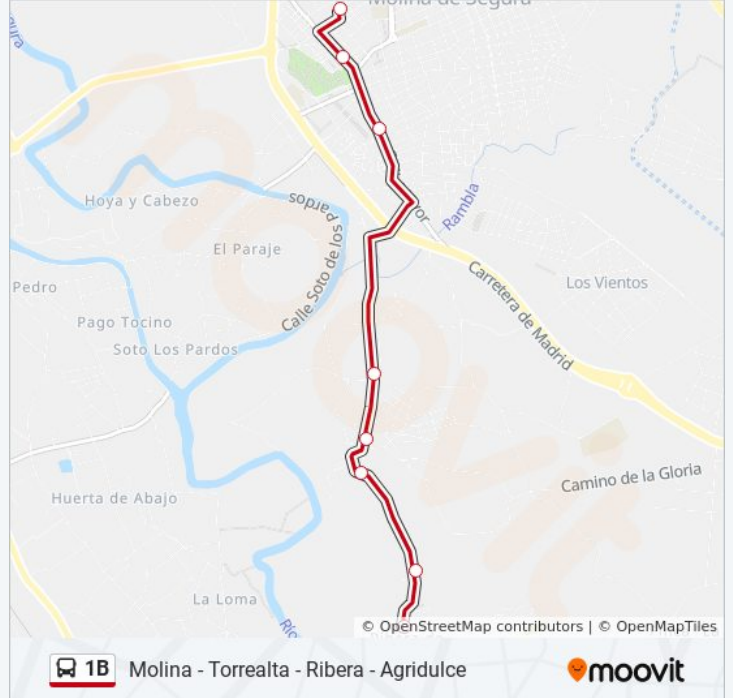 Molina de Segura
Hoya y Cabezo
Calle Soto de los Pardos
Rambla
El Paraje
Pedro
Carretera de Madrid
Los Vientos
Pago Tocino
Soto Los Pardos
Camino de la Gloria
Huerta de Abajo
La Loma
© OpenStreetMap contributors | © OpenMapTiles
1B Molina - Torrealta - Ribera - Agridulce
moovit
moovit